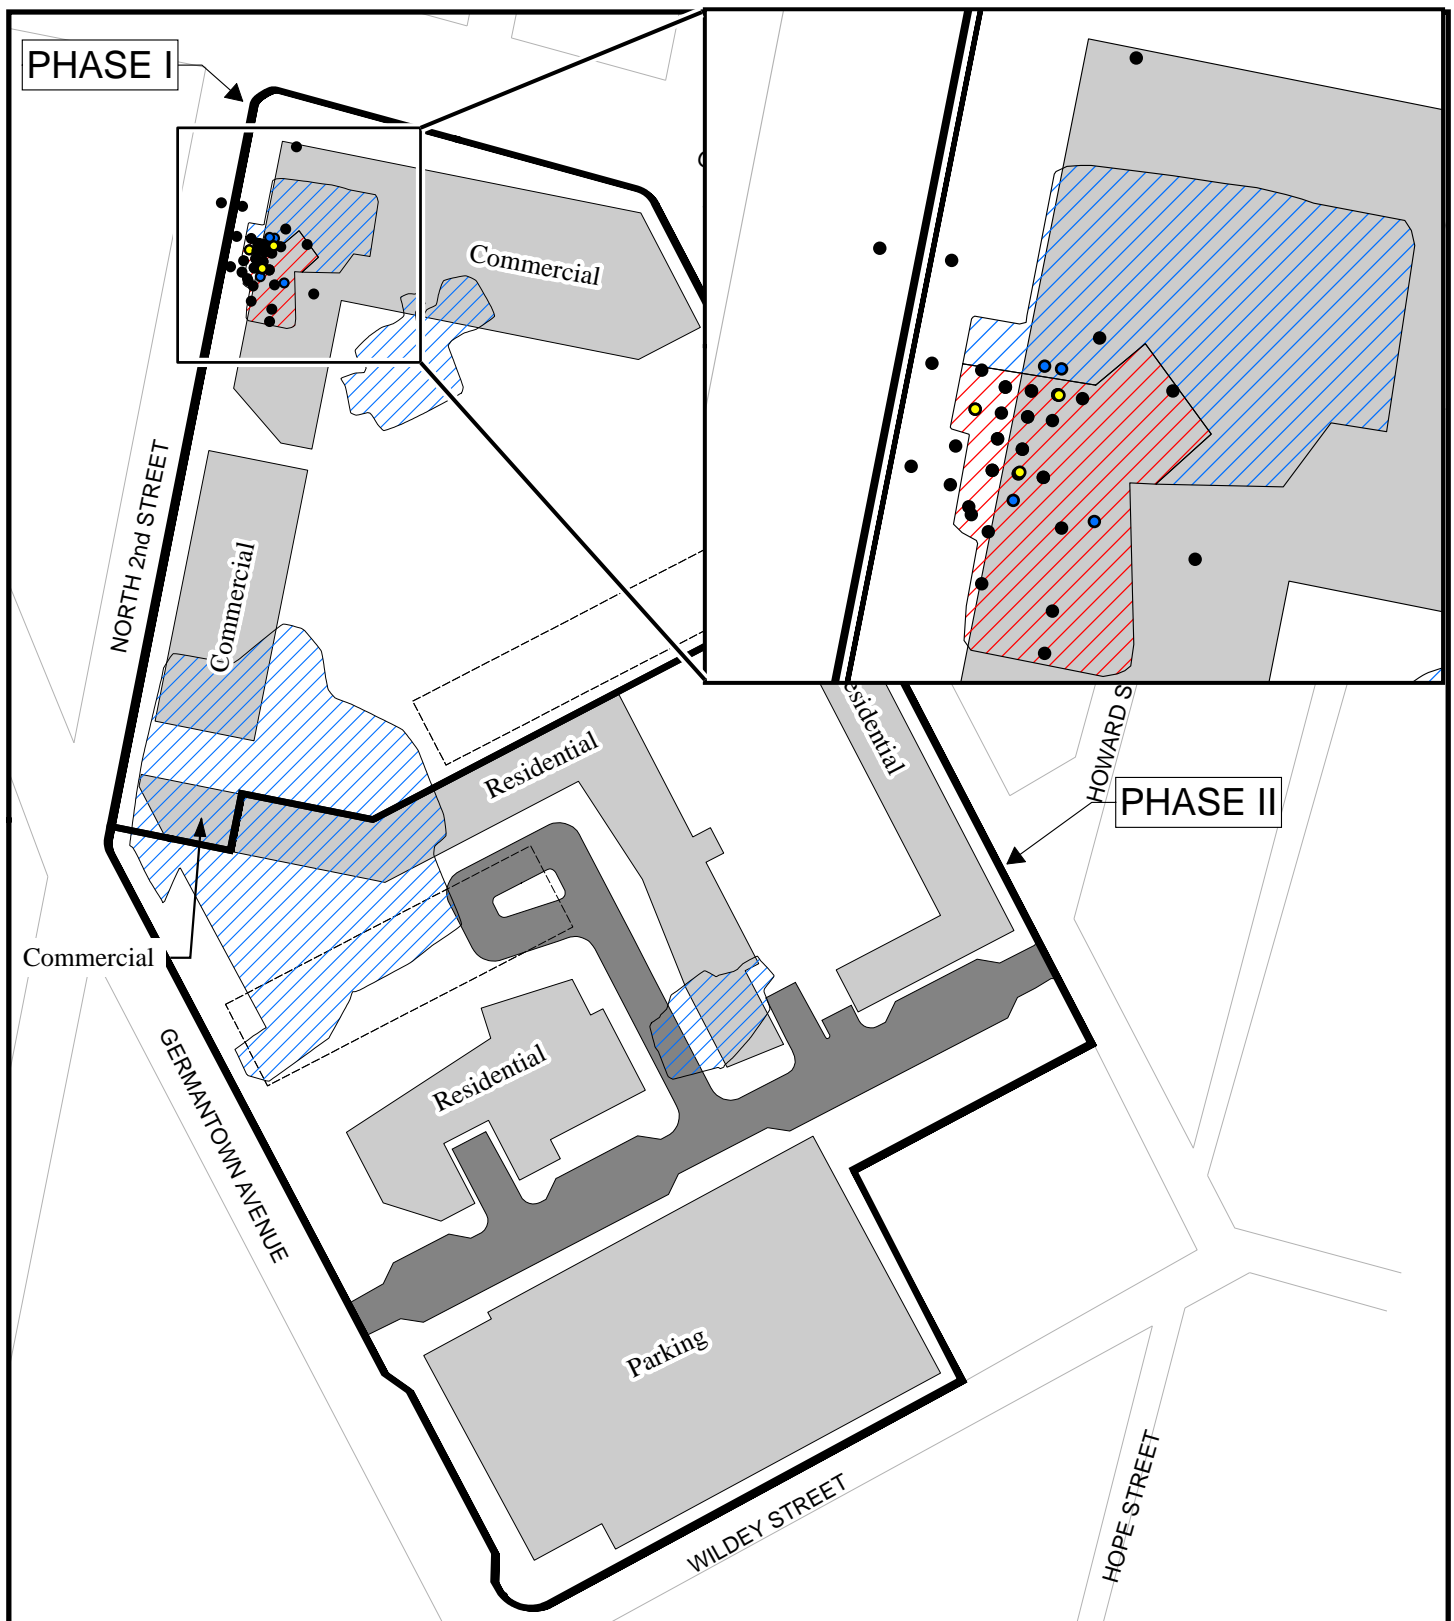 PHASE I
Commercial
NORTH 2nd STREET
Commercial
Residential
esidential
HOWARD S
PHASE II
Commercial
GERMANTOWN AVENUE
Residential
Parking
WILDEY STREET
HOPE STREET